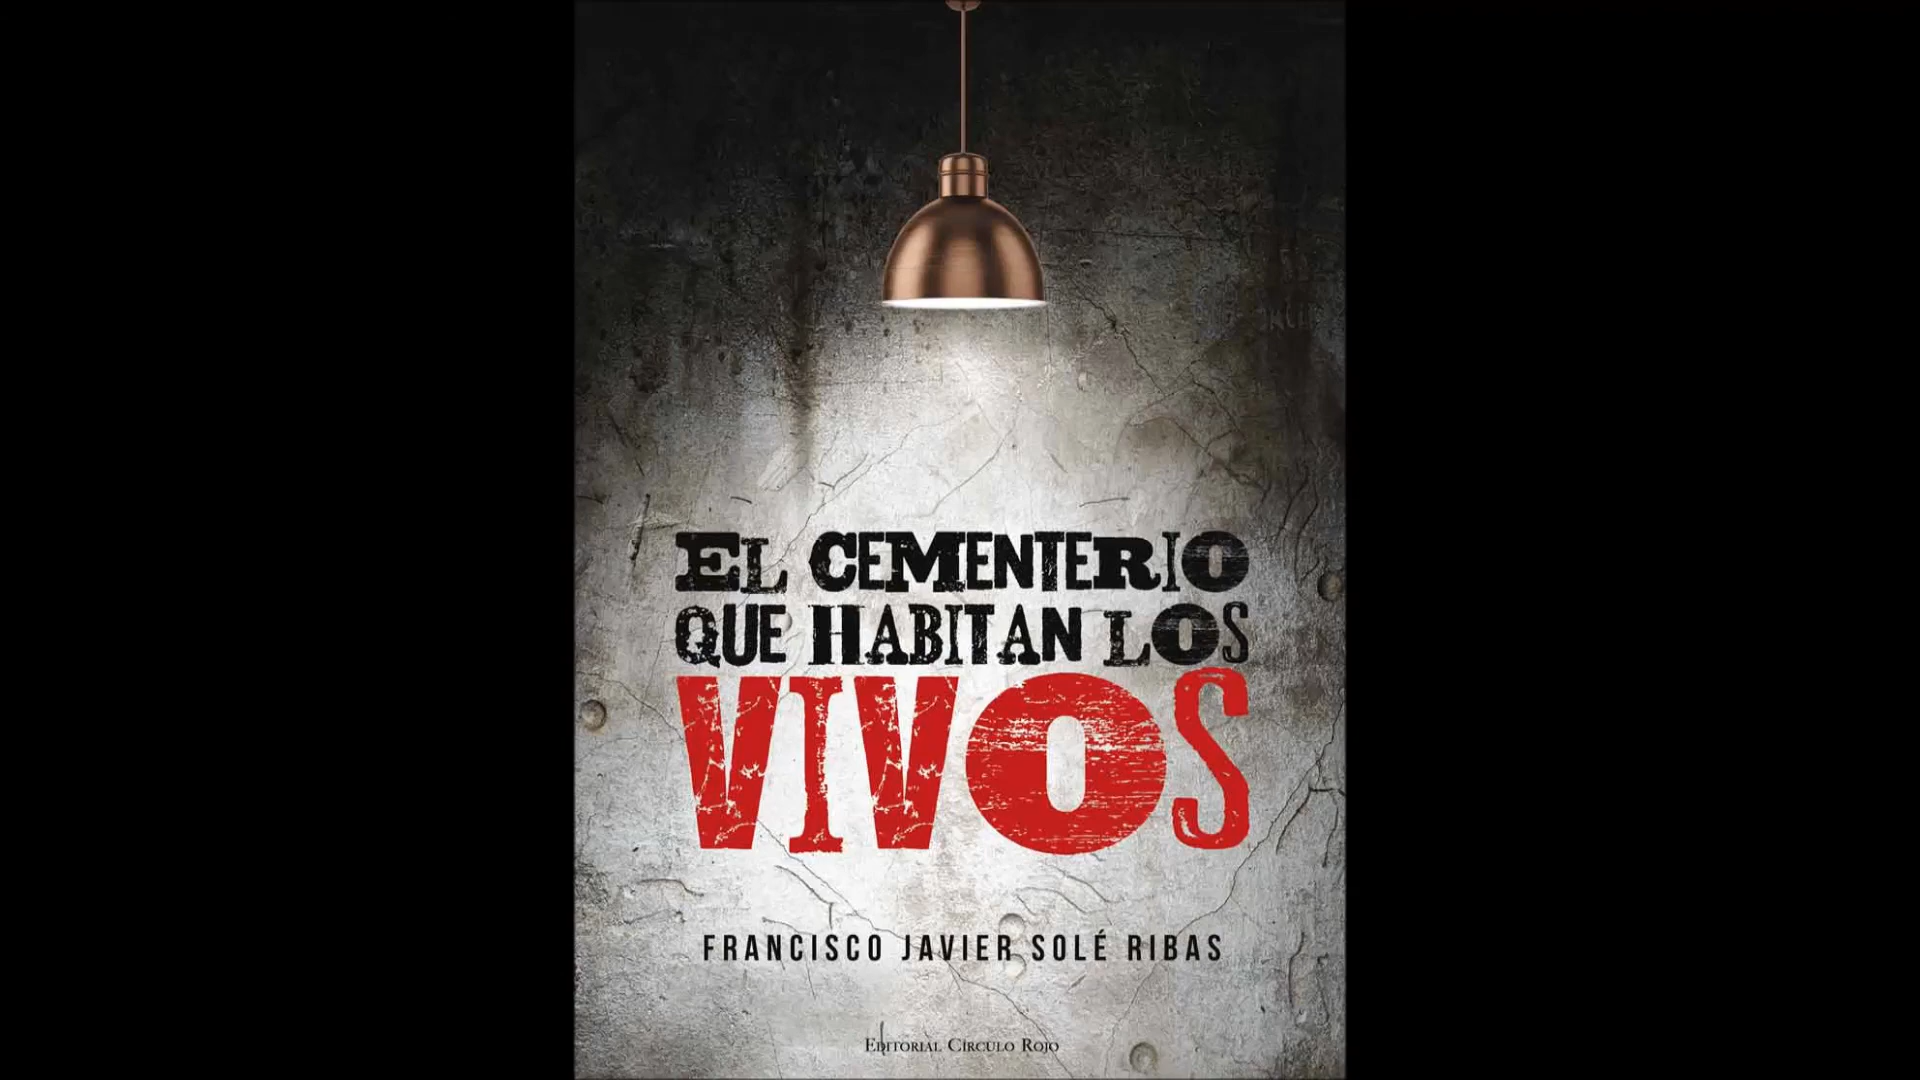 EL CEMENTERIO
QUE HABITAN LOS
VIVOS
FRANCISCO JAVIER SOLÉ RIBAS
EDITORIAL CÍRCULO ROJO